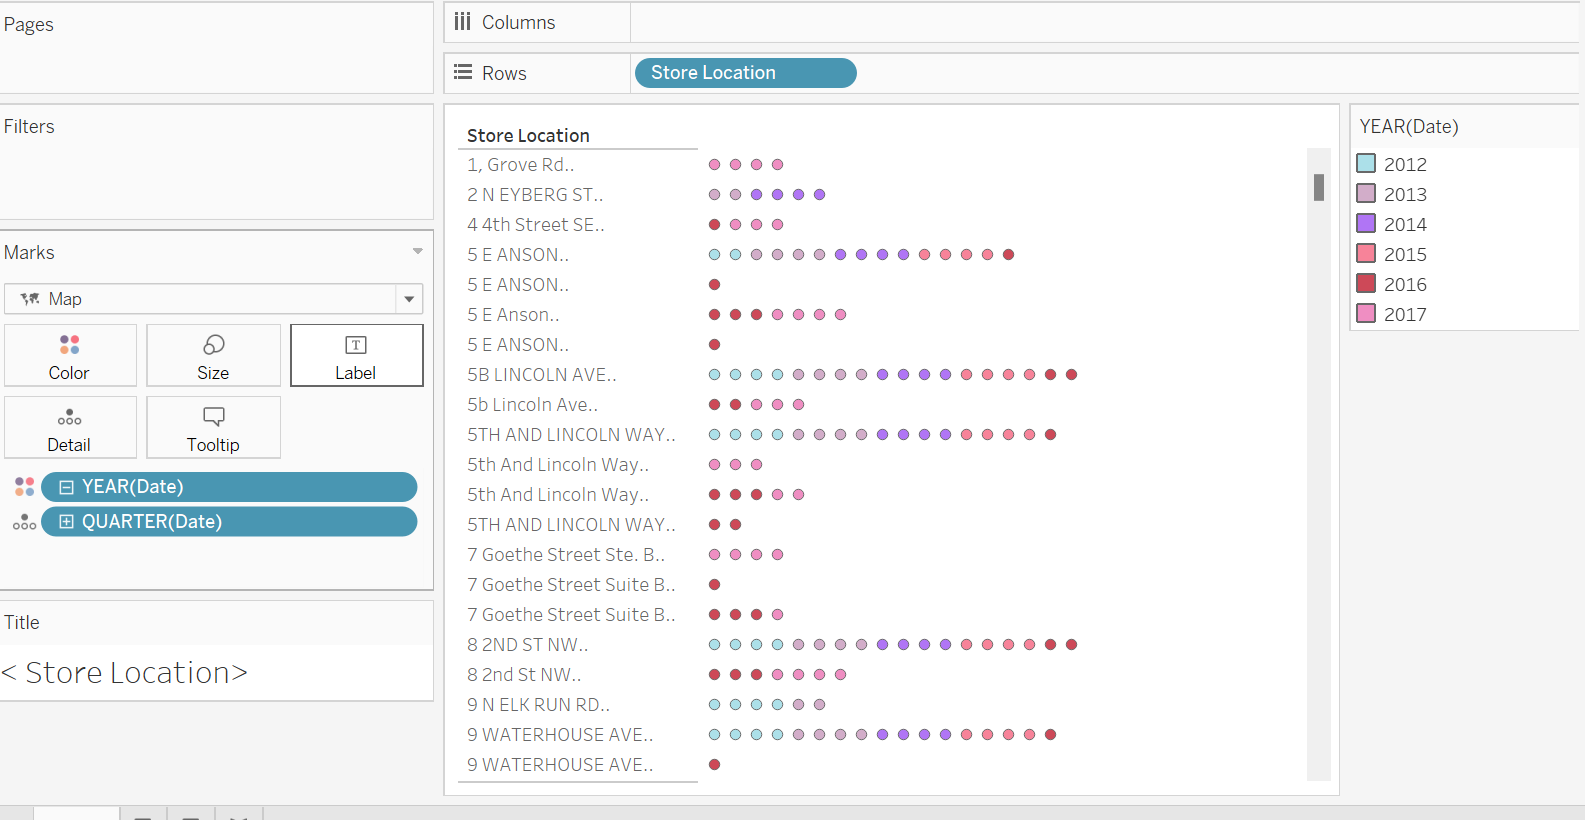 Pages
Columns
Rows
Store Location
Filters
Marks
Map
Color
Size
T
Label
Detail
Tooltip
YEAR(Date)
QUARTER(Date)
Title
< Store Location>
Store Location
1, Grove Rd..
2 N EYBERG ST..
4 4th Street SE..
5 E ANSON..
5 E ANSON..
5 E Anson..
5 E ANSON..
5B LINCOLN AVE..
5b Lincoln Ave..
5TH AND LINCOLN WAY..
5th And Lincoln Way..
5th And Lincoln Way..
5TH AND LINCOLN WAY..
7 Goethe Street Ste. B..
7 Goethe Street Suite B..
7 Goethe Street Suite B..
8 2ND ST NW..
8 2nd St NW..
9 N ELK RUN RD..
9 WATERHOUSE AVE..
9 WATERHOUSE AVE..
YEAR(Date)
2012
2013
2014
2015
2016
2017